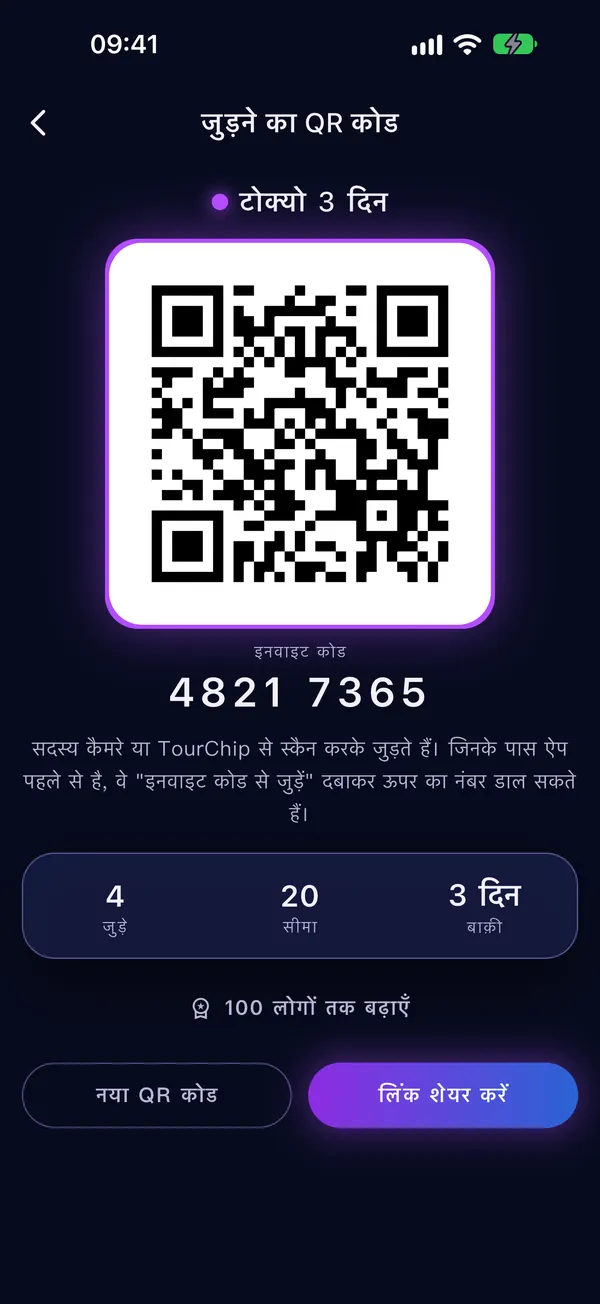 09:41
जुड़ने का QR कोड
टोक्यो 3 दिन
इनवाइट कोड
4821 7365
सदस्य कैमरे या TourChip से स्कैन करके जुड़ते हैं। जिनके पास ऐप
पहले से है, वे "इनवाइट कोड से जुड़ें" दबाकर ऊपर का नंबर डाल सकते
हैं।
4 20 3 दिन
जुड़े सीमा बाक़ी
100 लोगों तक बढ़ाएँ
नया QR कोड लिंक शेयर करें